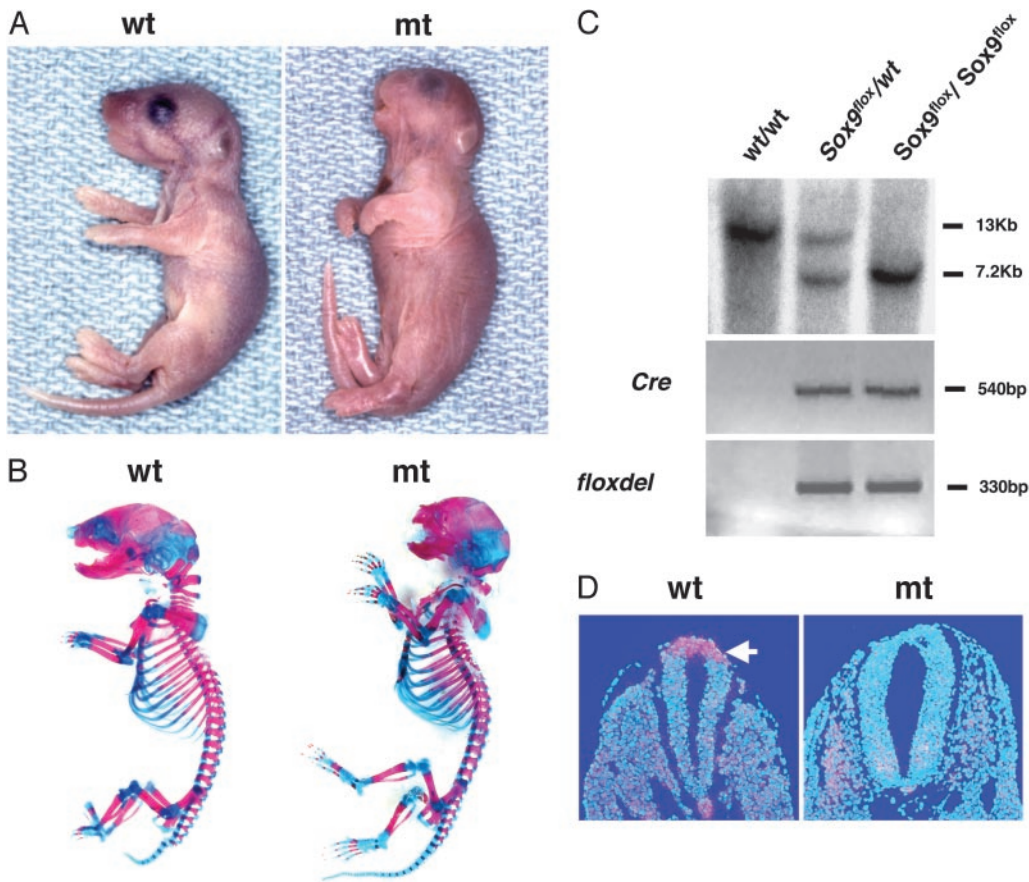 A
wt
mt
B
wt
mt
C
wt/wt
Sox9flox/wt
Sox9flox/Sox9flox
13Kb
7.2Kb
Cre
540bp
floxdel
330bp
D
wt
mt